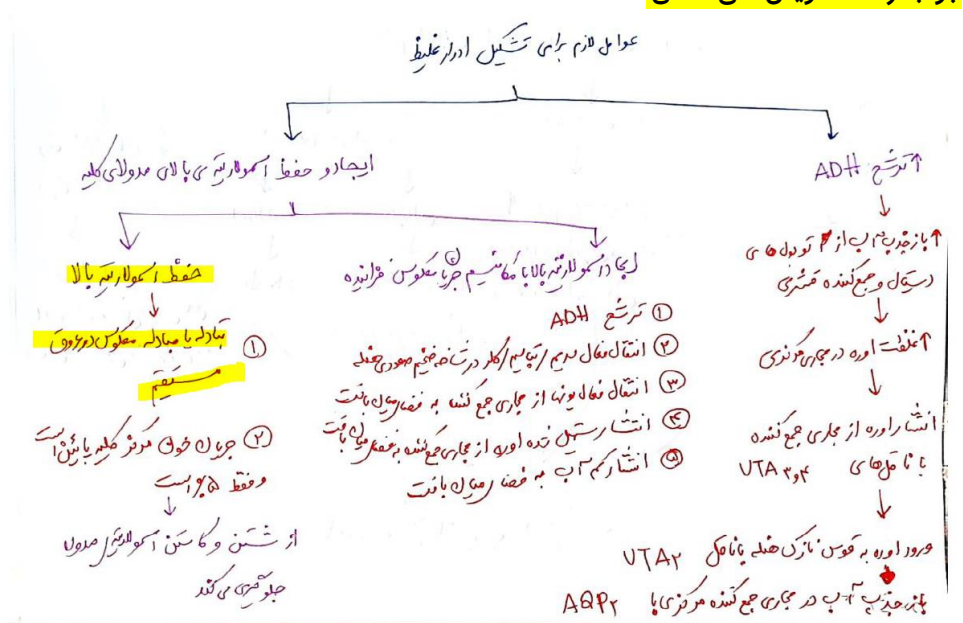 عوامل لازم برای تشکیل ادرار غلیظ
↑ ترشح ADH
↑ بازجذب آب از توبول های
دیستال و جمع کننده قشری
↑ غلظت اوره در مجاری
انتشار اوره از مجاری جمع کننده
با ناقل های UTA ۳ و ۴
ورود اوره به قوس نازک هنله با ناقل UTA۲
بازجذب آب در مجاری جمع کننده مرکزی با AQP۲
ایجاد و حفظ اسمولاریته ی بالای مدولای کلیه
ایجاد اسمولاریته بالا با مکانیسم جریان معکوس فزاینده
① ترشح ADH
② انتقال فعال سدیم / پتاسیم / کلر در شاخه ضخیم صعودی هنله
③ انتقال فعال یونها از مجاری جمع کننده به فضای میان بافت
④ انتشار تسهیل شده اوره از مجاری جمع کننده به فضای میان بافت
⑤ انتشار کم آب به فضای میان بافت
حفظ اسمولاریته بالا
① تبادل یا مبادله معکوس در عروق
مستقیم
② جریان خون مرکز کلیه پایین است
و فقط ۵٪ است
از شستن و کاستن اسمولاریته مدولا
جلوگیری می کند